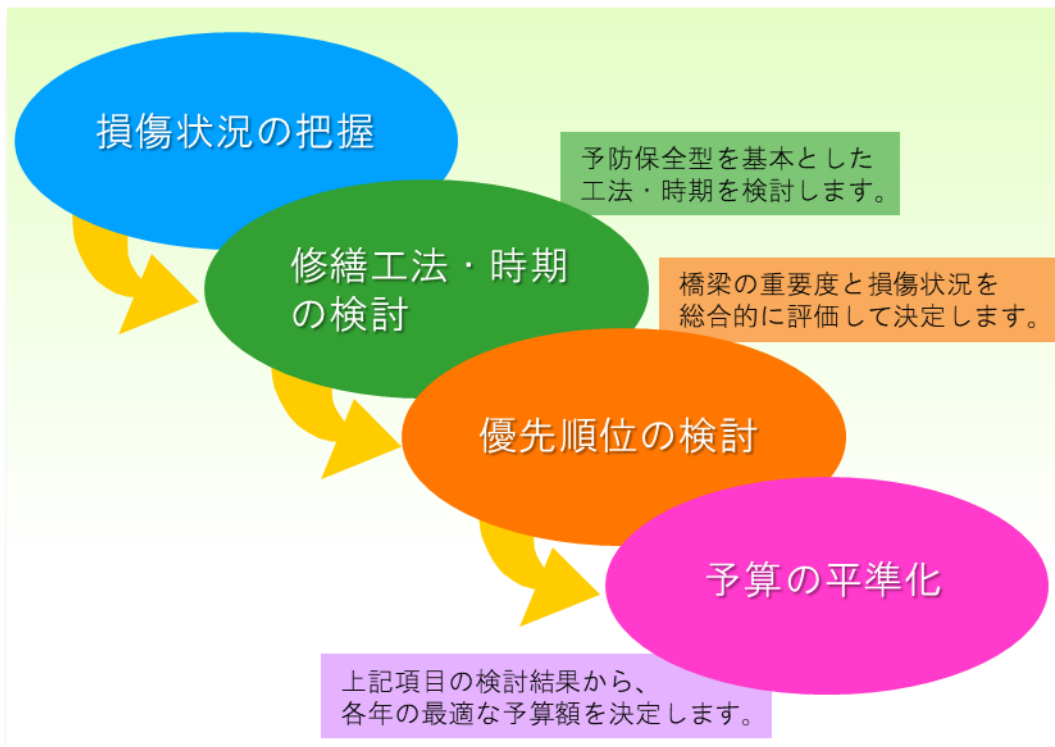 損傷状況の把握
予防保全型を基本とした
工法・時期を検討します。
修繕工法・時期
の検討
橋梁の重要度と損傷状況を
総合的に評価して決定します。
優先順位の検討
予算の平準化
上記項目の検討結果から、
各年の最適な予算額を決定します。